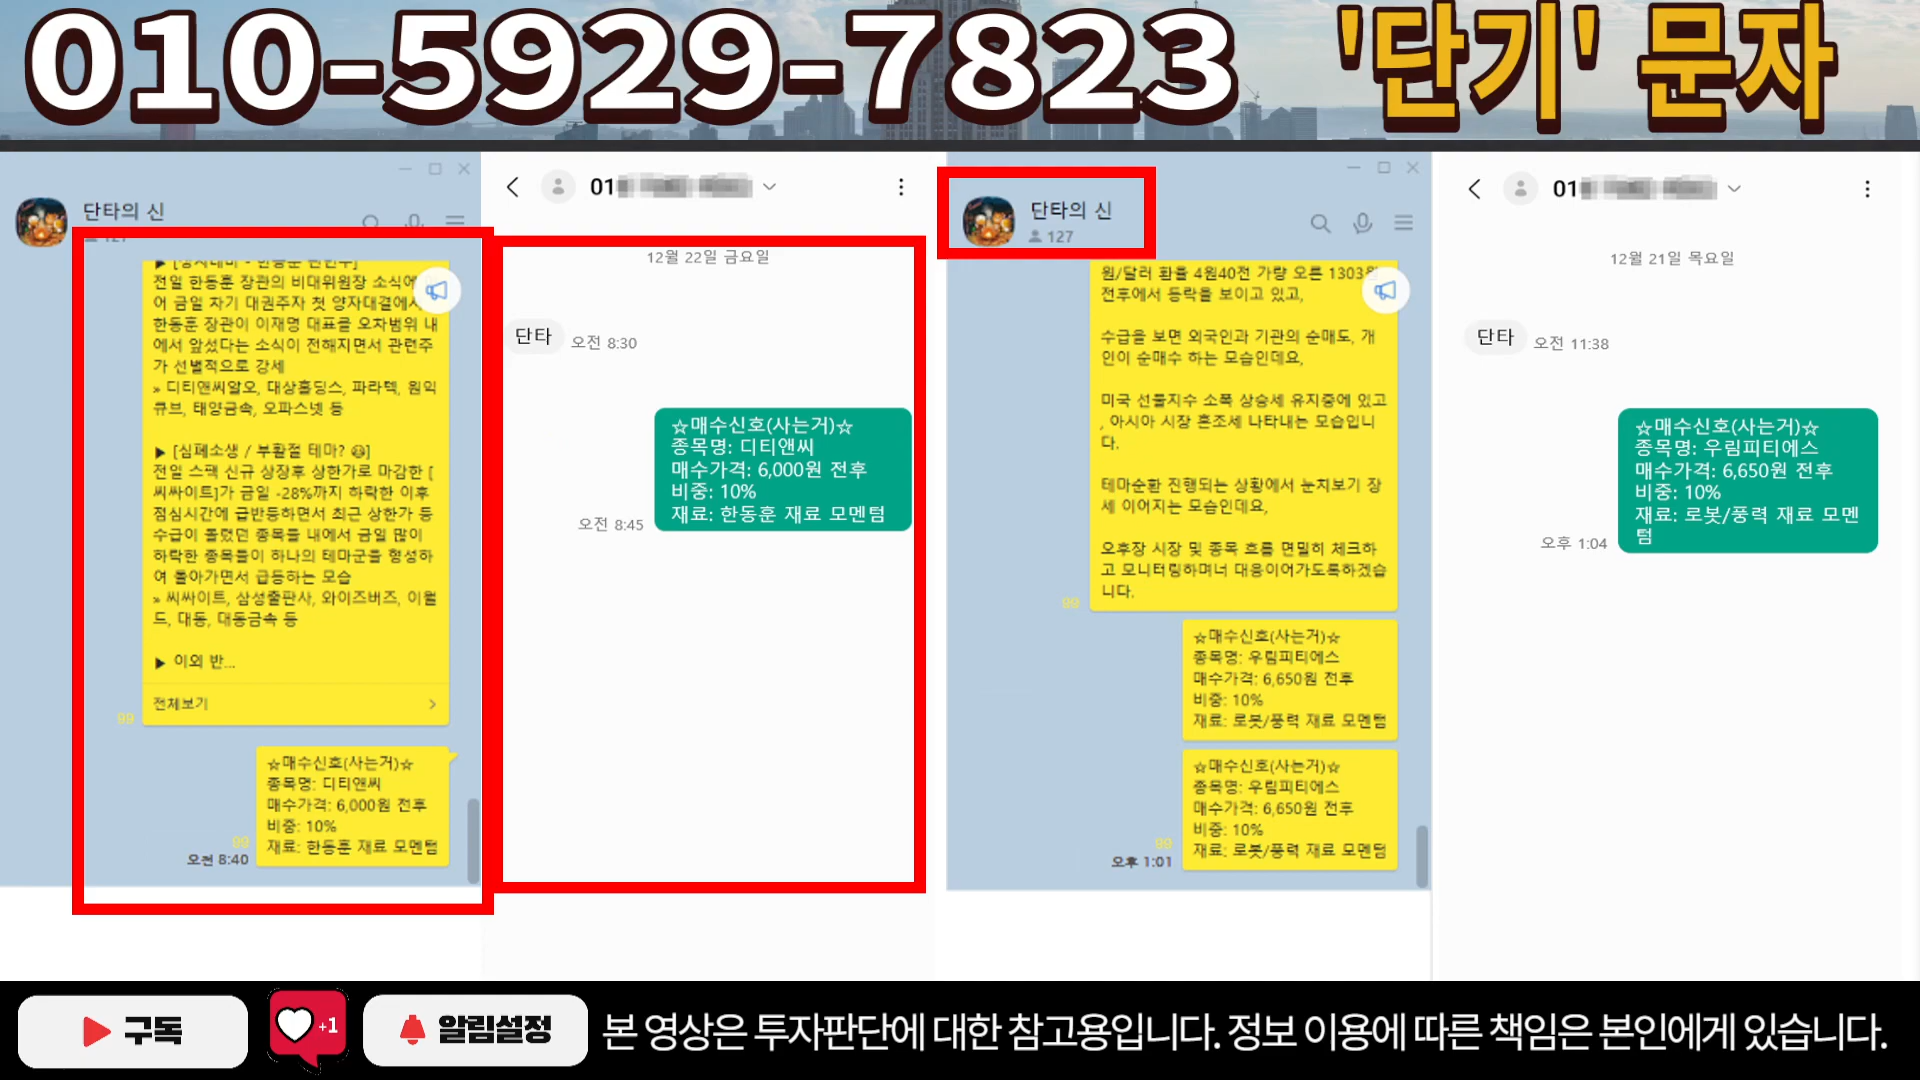 010-5929-7823 '단기' 문자
단타의 신
127
전일 한동훈 장관의 비대위원장 소식에
어 금일 차기 대권주자 첫 양자대결에서
한동훈 장관이 이재명 대표를 오차범위 내
에서 앞섰다는 소식이 전해지면서 관련주
가 선별적으로 강세
» 디티앤씨알오, 대상홀딩스, 파라텍, 원익
큐브, 태양금속, 오파스넷 등
▶ [심폐소생 / 부활절 테마? 😂]
전일 스팩 신규 상장후 상한가로 마감한 [
씨싸이트]가 금일 -28%까지 하락한 이후
점심시간에 급반등하면서 최근 상한가 등
수급이 몰렸던 종목들 내에서 금일 많이
하락한 종목들이 하나의 테마군을 형성하
여 돌아가면서 급등하는 모습
» 씨싸이트, 삼성출판사, 와이즈버즈, 이월
드, 대동, 대동금속 등
▶ 이외 반...
전체보기
99
☆매수신호(사는거)☆
종목명: 디티앤씨
매수가격: 6,000원 전후
비중: 10%
재료: 한동훈 재료 모멘텀
99
오전 8:40
01
12월 22일 금요일
단타
오전 8:30
☆매수신호(사는거)☆
종목명: 디티앤씨
매수가격: 6,000원 전후
비중: 10%
재료: 한동훈 재료 모멘텀
오전 8:45
단타의 신
127
원/달러 환율 4원40전 가량 오른 1303원
전후에서 등락을 보이고 있고,
수급을 보면 외국인과 기관의 순매도, 개
인이 순매수 하는 모습인데요,
미국 선물지수 소폭 상승세 유지중에 있고
, 아시아 시장 혼조세 나타내는 모습입니
다.
테마순환 진행되는 상황에서 눈치보기 장
세 이어지는 모습인데요,
오후장 시장 및 종목 흐름 면밀히 체크하
고 모니터링하며너 대응이어가도록하겠습
니다.
99
☆매수신호(사는거)☆
종목명: 우림피티에스
매수가격: 6,650원 전후
비중: 10%
재료: 로봇/풍력 재료 모멘텀
☆매수신호(사는거)☆
종목명: 우림피티에스
매수가격: 6,650원 전후
비중: 10%
재료: 로봇/풍력 재료 모멘텀
99
오후 1:01
01
12월 21일 목요일
단타
오전 11:38
☆매수신호(사는거)☆
종목명: 우림피티에스
매수가격: 6,650원 전후
비중: 10%
재료: 로봇/풍력 재료 모멘
텀
오후 1:04
구독
+1
알림설정
본 영상은 투자판단에 대한 참고용입니다. 정보 이용에 따른 책임은 본인에게 있습니다.